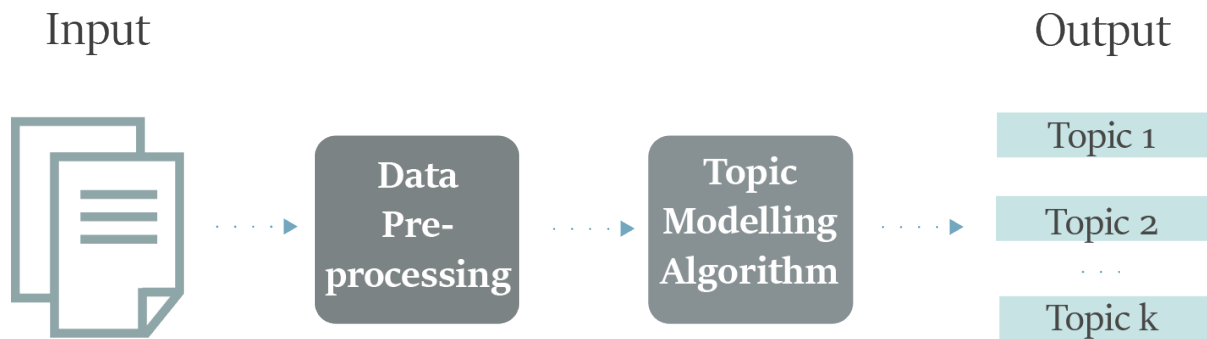 Input
Output
Data
Pre-
processing
Topic
Modelling
Algorithm
Topic 1
Topic 2
. . .
Topic k